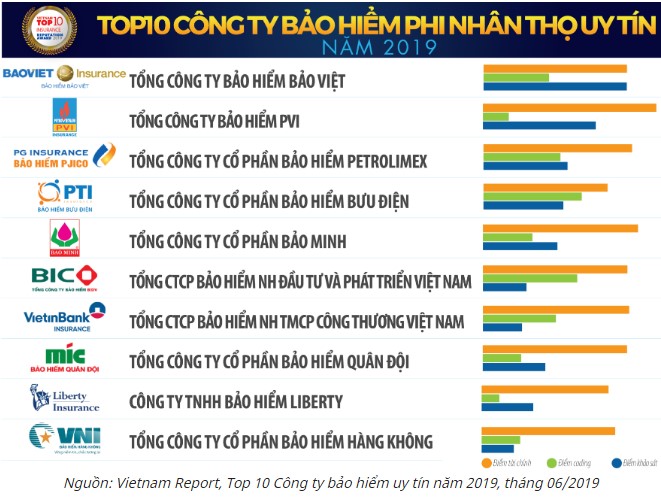 VIETNAM
TOP 10
INSURANCE
REPUTATION
AWARD 2019
TOP10 CÔNG TY BẢO HIỂM PHI NHÂN THỌ UY TÍN
NĂM 2019
BAOVIET Insurance
BẢO HIỂM BẢO VIỆT
TỔNG CÔNG TY BẢO HIỂM BẢO VIỆT
PETROVIETNAM
PVI
INSURANCE
TỔNG CÔNG TY BẢO HIỂM PVI
PG INSURANCE
BẢO HIỂM PJICO
TỔNG CÔNG TY CỔ PHẦN BẢO HIỂM PETROLIMEX
PTI
BẢO HIỂM BƯU ĐIỆN
TỔNG CÔNG TY CỔ PHẦN BẢO HIỂM BƯU ĐIỆN
BAO MINH
TỔNG CÔNG TY CỔ PHẦN BẢO MINH
BIC
TỔNG CÔNG TY BẢO HIỂM BIDV
TỔNG CTCP BẢO HIỂM NH ĐẦU TƯ VÀ PHÁT TRIỂN VIỆT NAM
VietinBank
INSURANCE
TỔNG CTCP BẢO HIỂM NH TMCP CÔNG THƯƠNG VIỆT NAM
mic
BẢO HIỂM QUÂN ĐỘI
TỔNG CÔNG TY CỔ PHẦN BẢO HIỂM QUÂN ĐỘI
Liberty
Insurance
CÔNG TY TNHH BẢO HIỂM LIBERTY
VNI
BẢO HIỂM HÀNG KHÔNG
TỔNG CÔNG TY CỔ PHẦN BẢO HIỂM HÀNG KHÔNG
Điểm tài chính Điểm coding Điểm khảo sát
Nguồn: Vietnam Report, Top 10 Công ty bảo hiểm uy tín năm 2019, tháng 06/2019